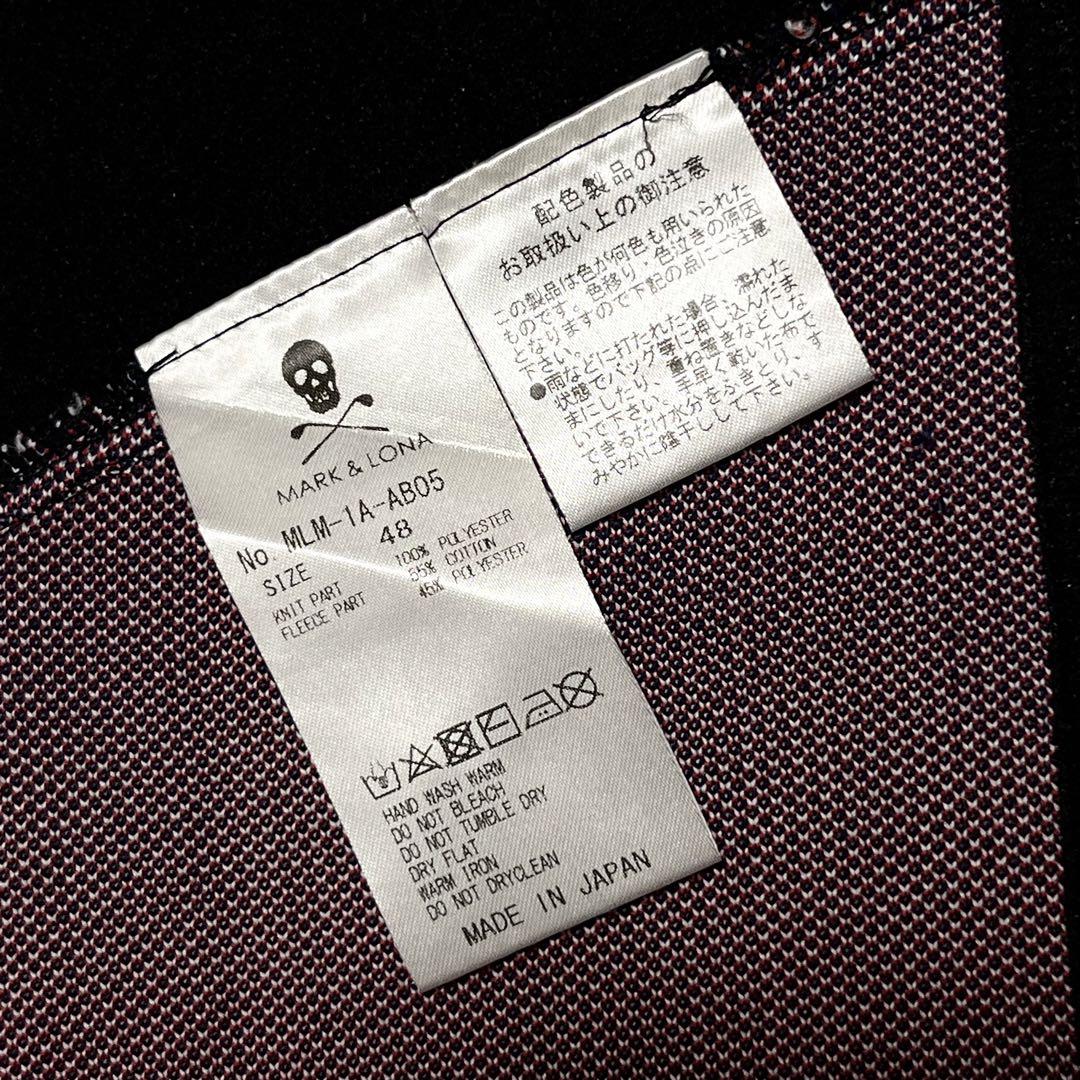 MARK & LONA
No. MLM-1A-AB05
SIZE 48
KNIT PART 100% POLYESTER
FLEECE PART 55% COTTON
45% POLYESTER
HAND WASH WARM
DO NOT BLEACH
DO NOT TUMBLE DRY
DRY FLAT
WARM IRON
DO NOT DRYCLEAN
MADE IN JAPAN
配色製品の
お取扱い上の御注意
この製品は色が何色も用いられた
ものです。色移り・色泣きの原因
となりますので下記の点にご注意
下さい。
●雨などに打たれた場合、濡れた
状態でバッグ等に押し込んだま
まにしたり、重ね置きなどしな
いで下さい。手早く乾いた布で
できるだけ水分をふきとり、す
みやかに陰干しして下さい。